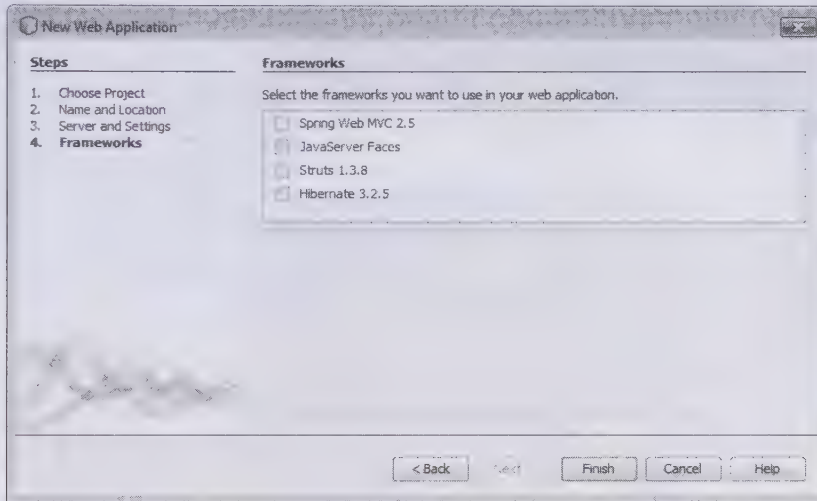 New Web Application
Steps
1. Choose Project
2. Name and Location
3. Server and Settings
4. Frameworks
Frameworks
Select the frameworks you want to use in your web application.
Spring Web MVC 2.5
JavaServer Faces
Struts 1.3.8
Hibernate 3.2.5
< Back
Next
Finish
Cancel
Help